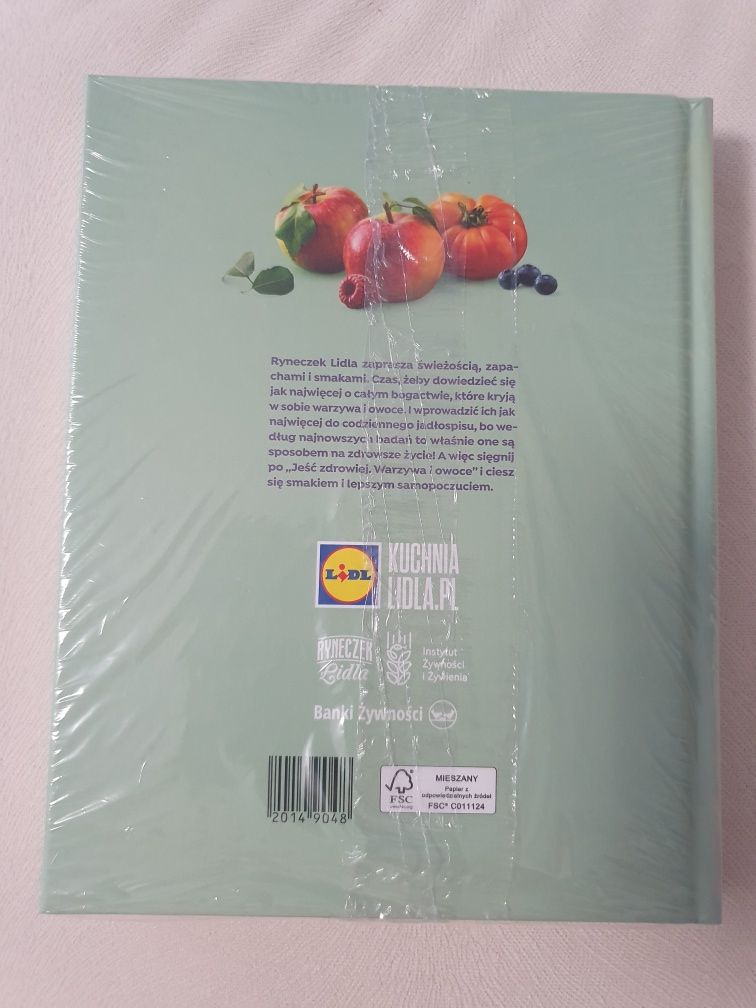 Ryneczek Lidla zaprasza świeżością, zapa-
chami i smakami. Czas, żeby dowiedzieć się
jak najwięcej o całym bogactwie, które kryją
w sobie warzywa i owoce. I wprowadzić ich jak
najwięcej do codziennego jadłospisu, bo we-
dług najnowszych badań to właśnie one są
sposobem na zdrowsze życie! A więc sięgnij
po „Jeść zdrowiej. Warzywa i owoce” i ciesz
się smakiem i lepszym samopoczuciem.
LIDL
KUCHNIA
LIDLA.PL
RYNECZEK
Lidla
Instytut
Żywności
i Żywienia
Banki Żywności
2014 9048
FSC
MIESZANY
Papier z
odpowiedzialnych źródeł
FSC® C011124